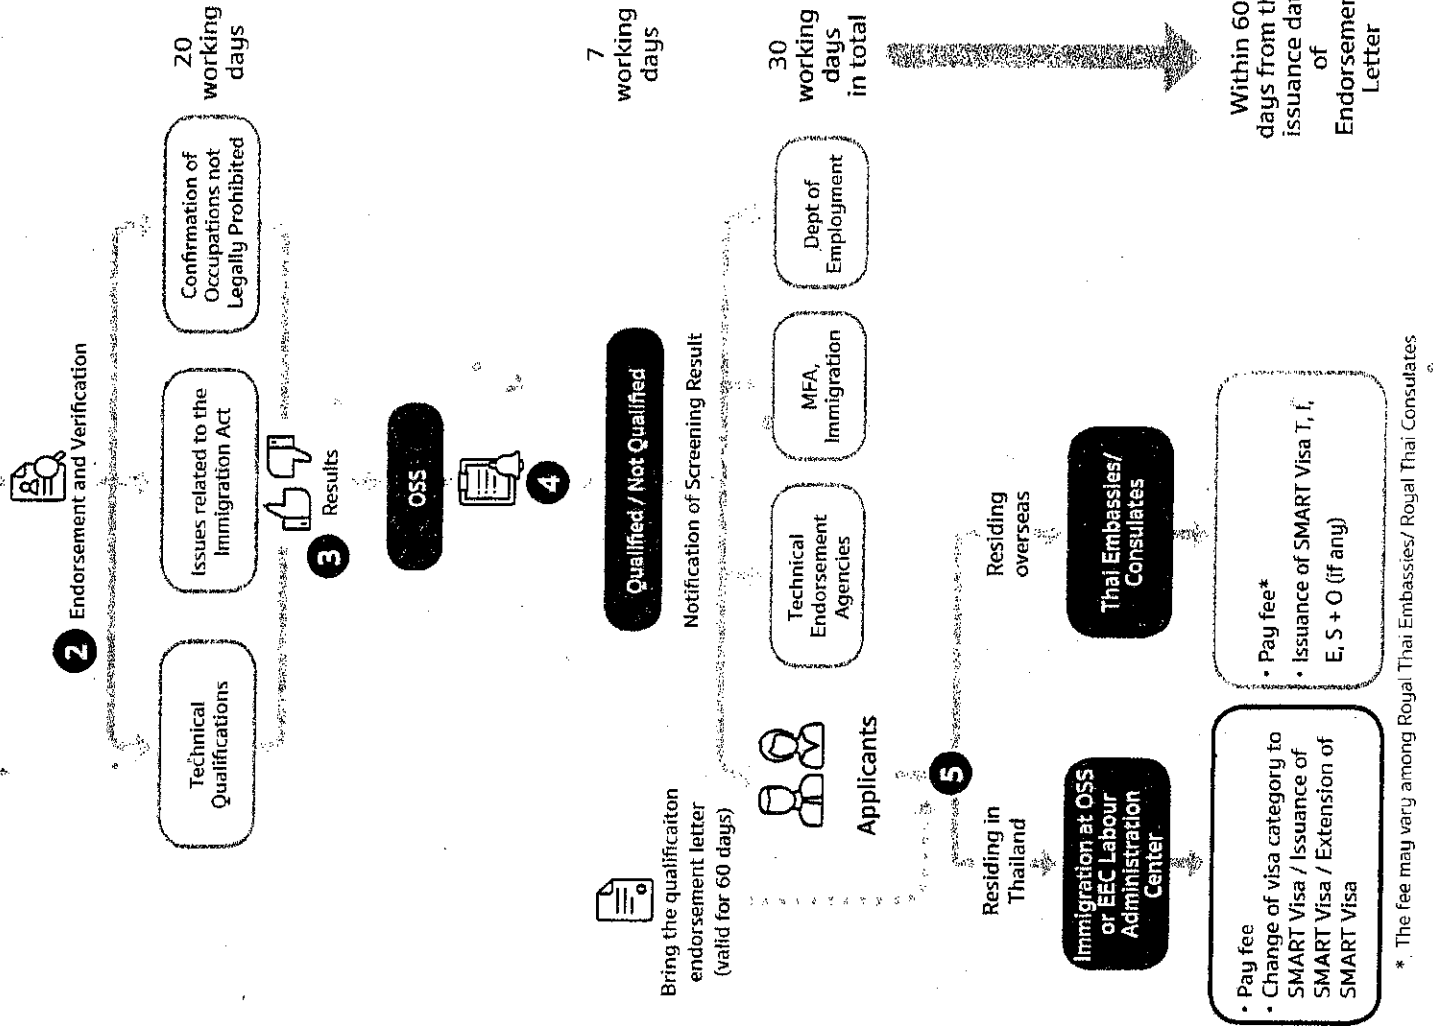 2 Endorsement and Verification
Technical
Qualifications
Issues related to the
Immigration Act
Confirmation of
Occupations not
Legally Prohibited
20
working
days
3 Results
OSS
4
Qualified / Not Qualified
7
working
days
Notification of Screening Result
Bring the qualificaiton
endorsement letter
(valid for 60 days)
Applicants
Technical
Endorsement
Agencies
MFA,
Immigration
Dept of
Employment
30
working
days
in total
5
Residing in
Thailand
Residing
overseas
Immigration at OSS
or EEC Labour
Administration
Center
Thai Embassies/
Consulates
· Pay fee
· Change of visa category to
SMART Visa / Issuance of
SMART Visa / Extension of
SMART Visa
· Pay fee*
· Issuance of SMART Visa T, I,
E, S + O (if any)
Within 60
days from
issuance
of
Endorsemen
Letter
* The fee may vary among Royal Thai Embassies/ Royal Thai Consulates